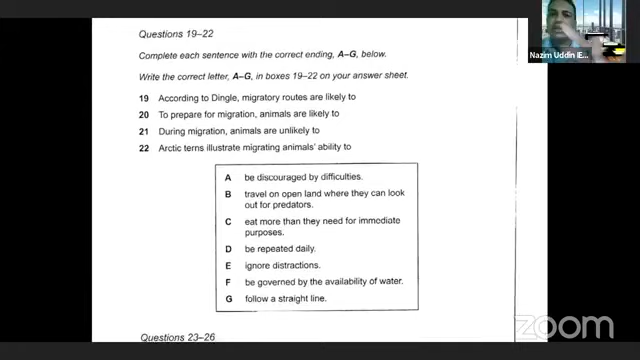 Questions 19–22
Complete each sentence with the correct ending, A–G, below.
Write the correct letter, A–G, in boxes 19–22 on your answer sheet.
19 According to Dingle, migratory routes are likely to
20 To prepare for migration, animals are likely to
21 During migration, animals are unlikely to
22 Arctic terns illustrate migrating animals' ability to
A be discouraged by difficulties.
B travel on open land where they can look
out for predators.
C eat more than they need for immediate
purposes.
D be repeated daily.
E ignore distractions.
F be governed by the availability of water.
G follow a straight line.
Questions 23–26
Nazim Uddin IE...
zoom